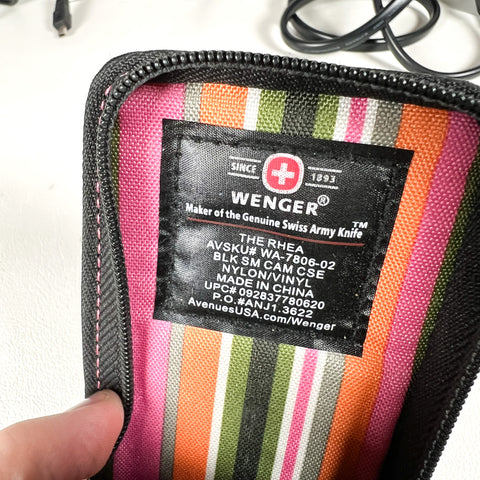 SINCE 1893
WENGER®
Maker of the Genuine Swiss Army Knife™
THE RHEA
AVSKU# WA-7806-02
BLK SM CAM CSE
NYLON/VINYL
MADE IN CHINA
UPC# 092837780620
P.O.#ANJ1.3622
AvenuesUSA.com/Wenger